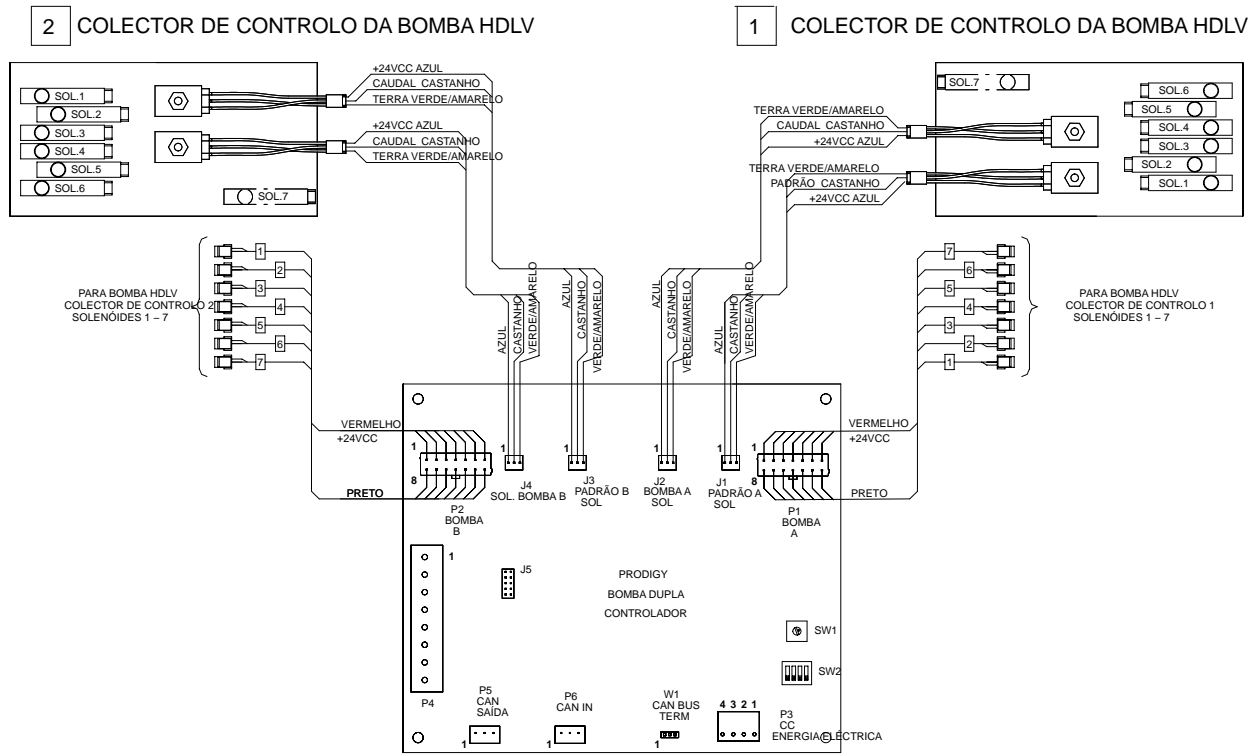 2 COLECTOR DE CONTROLO DA BOMBA HDLV
1 COLECTOR DE CONTROLO DA BOMBA HDLV
SOL.1
SOL.2
SOL.3
SOL.4
SOL.5
SOL.6
SOL.7
+24VCC AZUL
CAUDAL CASTANHO
TERRA VERDE/AMARELO
+24VCC AZUL
CAUDAL CASTANHO
TERRA VERDE/AMARELO
TERRA VERDE/AMARELO
CAUDAL CASTANHO
+24VCC AZUL
TERRA VERDE/AMARELO
PADRÃO CASTANHO
+24VCC AZUL
SOL.7
SOL.6
SOL.5
SOL.4
SOL.3
SOL.2
SOL.1
PARA BOMBA HDLV
COLECTOR DE CONTROLO 2
SOLENÓIDES 1 – 7
1
2
3
4
5
6
7
AZUL
CASTANHO
VERDE/AMARELO
AZUL
CASTANHO
VERDE/AMARELO
AZUL
CASTANHO
VERDE/AMARELO
AZUL
CASTANHO
VERDE/AMARELO
7
6
5
4
3
2
1
PARA BOMBA HDLV
COLECTOR DE CONTROLO 1
SOLENÓIDES 1 – 7
VERMELHO
+24VCC
PRETO
1
8
P2
BOMBA
B
1
J4
SOL. BOMBA B
1
J3
PADRÃO B
SOL
1
J2
BOMBA A
SOL
1
J1
PADRÃO A
SOL
1
8
P1
BOMBA
A
VERMELHO
+24VCC
PRETO
1
P4
J5
PRODIGY
BOMBA DUPLA
CONTROLADOR
SW1
SW2
P5
CAN
SAÍDA
1
P6
CAN IN
1
W1
CAN BUS
TERM
1
4 3 2 1
P3
CC
ENERGIA ELÉCTRICA